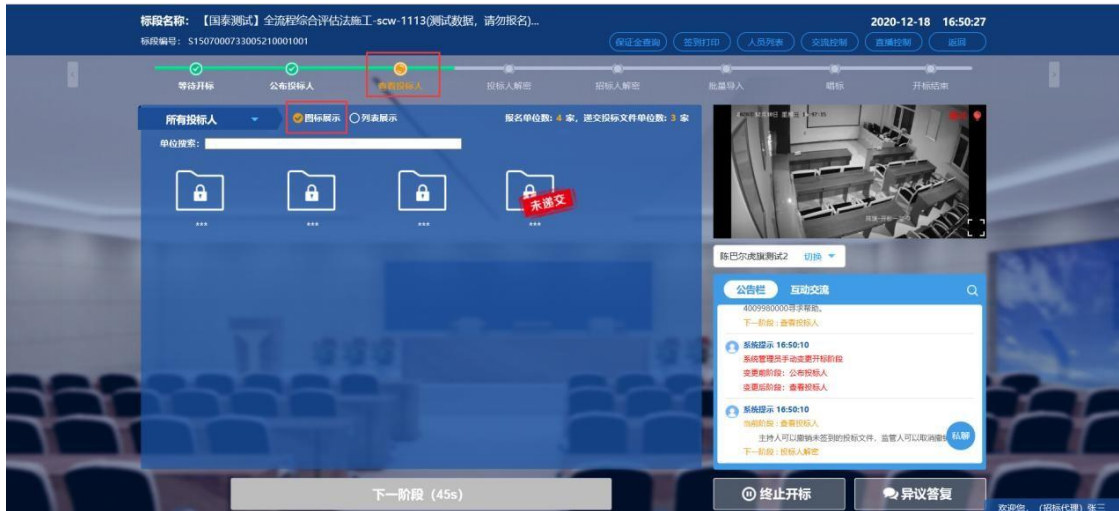 标段名称：【国泰测试】全流程综合评估法施工-scw-1113(测试数据，请勿报名)...
2020-12-18 16:50:27
标段编号：S1507000733005210001001
保证金查询 签到打印 人员列表 交流控制 直播控制 返回
等待开标 公布投标人 查看投标人 投标人解密 招标人解密 批量导入 唱标 开标结束
所有投标人 图标展示 列表展示 报名单位数：4 家，递交投标文件单位数：3 家
单位搜索：
未递交
*** *** *** ***
陈巴尔虎旗测试2 切换
公告栏 互动交流
4009980000寻求帮助。
下一阶段：查看投标人
系统提示 16:50:10
系统管理员手动变更开标阶段
变更前阶段：公布投标人
变更后阶段：查看投标人
系统提示 16:50:10
当前阶段：查看投标人
主持人可以撤销未签到的投标文件、监管人可以取消撤销
私聊
下一阶段：投标人解密
下一阶段（45s） 终止开标 异议答复
欢迎您，（招标代理）张三